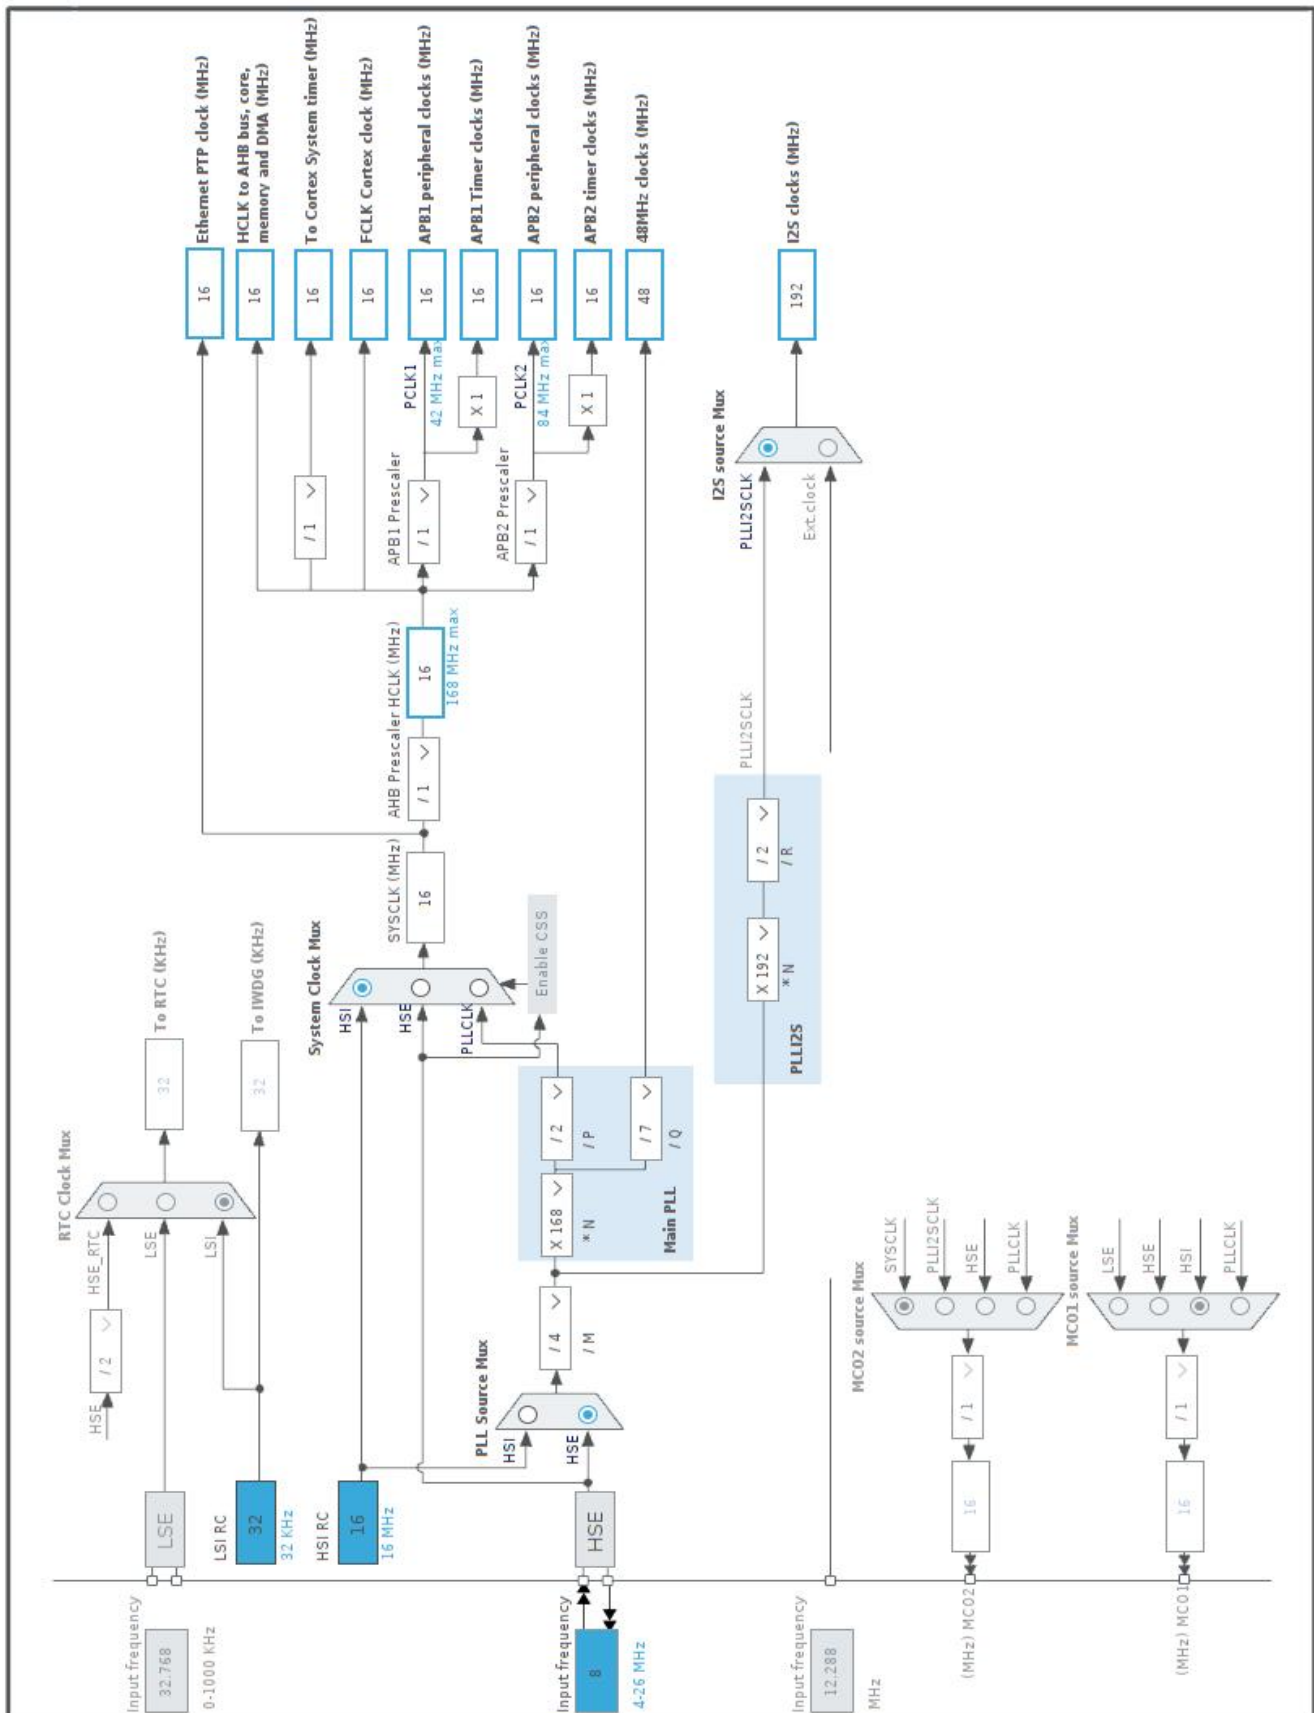 Input frequency
32.768
0-1000 KHz
LSE
LSI RC
32
32 KHz
HSI RC
16
16 MHz
Input frequency
8
4-26 MHz
HSE
Input frequency
12.288
MHz
HSE
/ 2
HSE_RTC
LSE
LSI
RTC Clock Mux
32
To RTC (KHz)
32
To IWDG (KHz)
PLL Source Mux
HSI
HSE
/ 4
/ M
X 168
* N
/ 2
/ P
/ 7
/ Q
Main PLL
System Clock Mux
HSI
HSE
PLLCLK
Enable CSS
SYSCLK (MHz)
16
AHB Prescaler
/ 1
HCLK (MHz)
16
168 MHz max
/ 1
APB1 Prescaler
/ 1
PCLK1
42 MHz max
X 1
APB2 Prescaler
/ 1
PCLK2
84 MHz max
X 1
16
Ethernet PTP clock (MHz)
16
HCLK to AHB bus, core,
memory and DMA (MHz)
16
To Cortex System timer (MHz)
16
FCLK Cortex clock (MHz)
16
APB1 peripheral clocks (MHz)
16
APB1 Timer clocks (MHz)
16
APB2 peripheral clocks (MHz)
16
APB2 timer clocks (MHz)
48
48MHz clocks (MHz)
PLLI2S
X 192
* N
/ 2
/ R
PLLI2SCLK
I2S source Mux
PLLI2SCLK
Ext.clock
192
I2S clocks (MHz)
MCO2 source Mux
SYSCLK
PLLI2SCLK
HSE
PLLCLK
/ 1
16
(MHz) MCO2
MCO1 source Mux
LSE
HSE
HSI
PLLCLK
/ 1
16
(MHz) MCO1